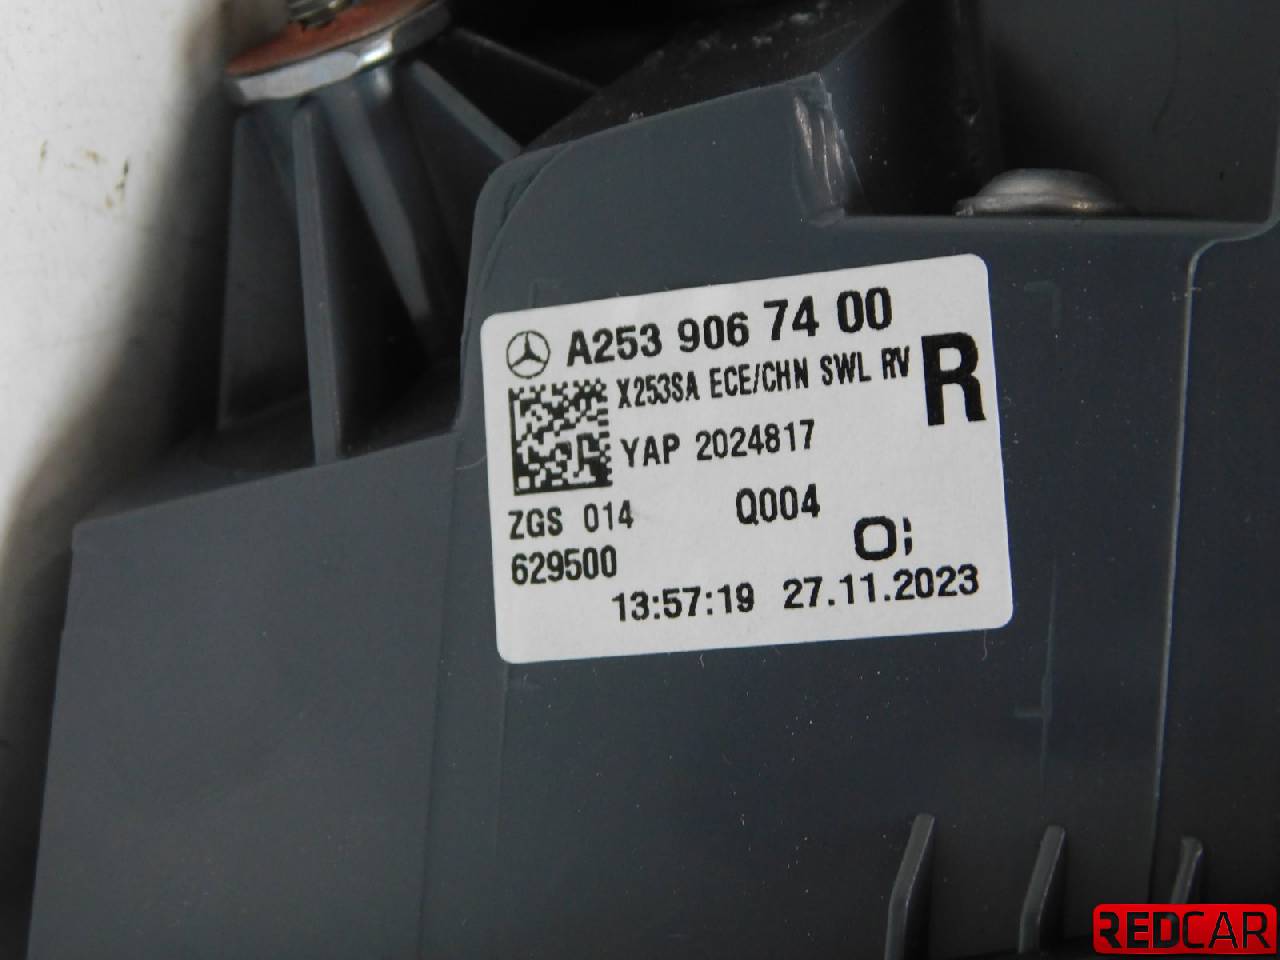 A253 906 74 00
X253SA ECE/CHN SWL RV
R
YAP 2024817
ZGS 014 Q004
629500
13:57:19 27.11.2023
REDCAR